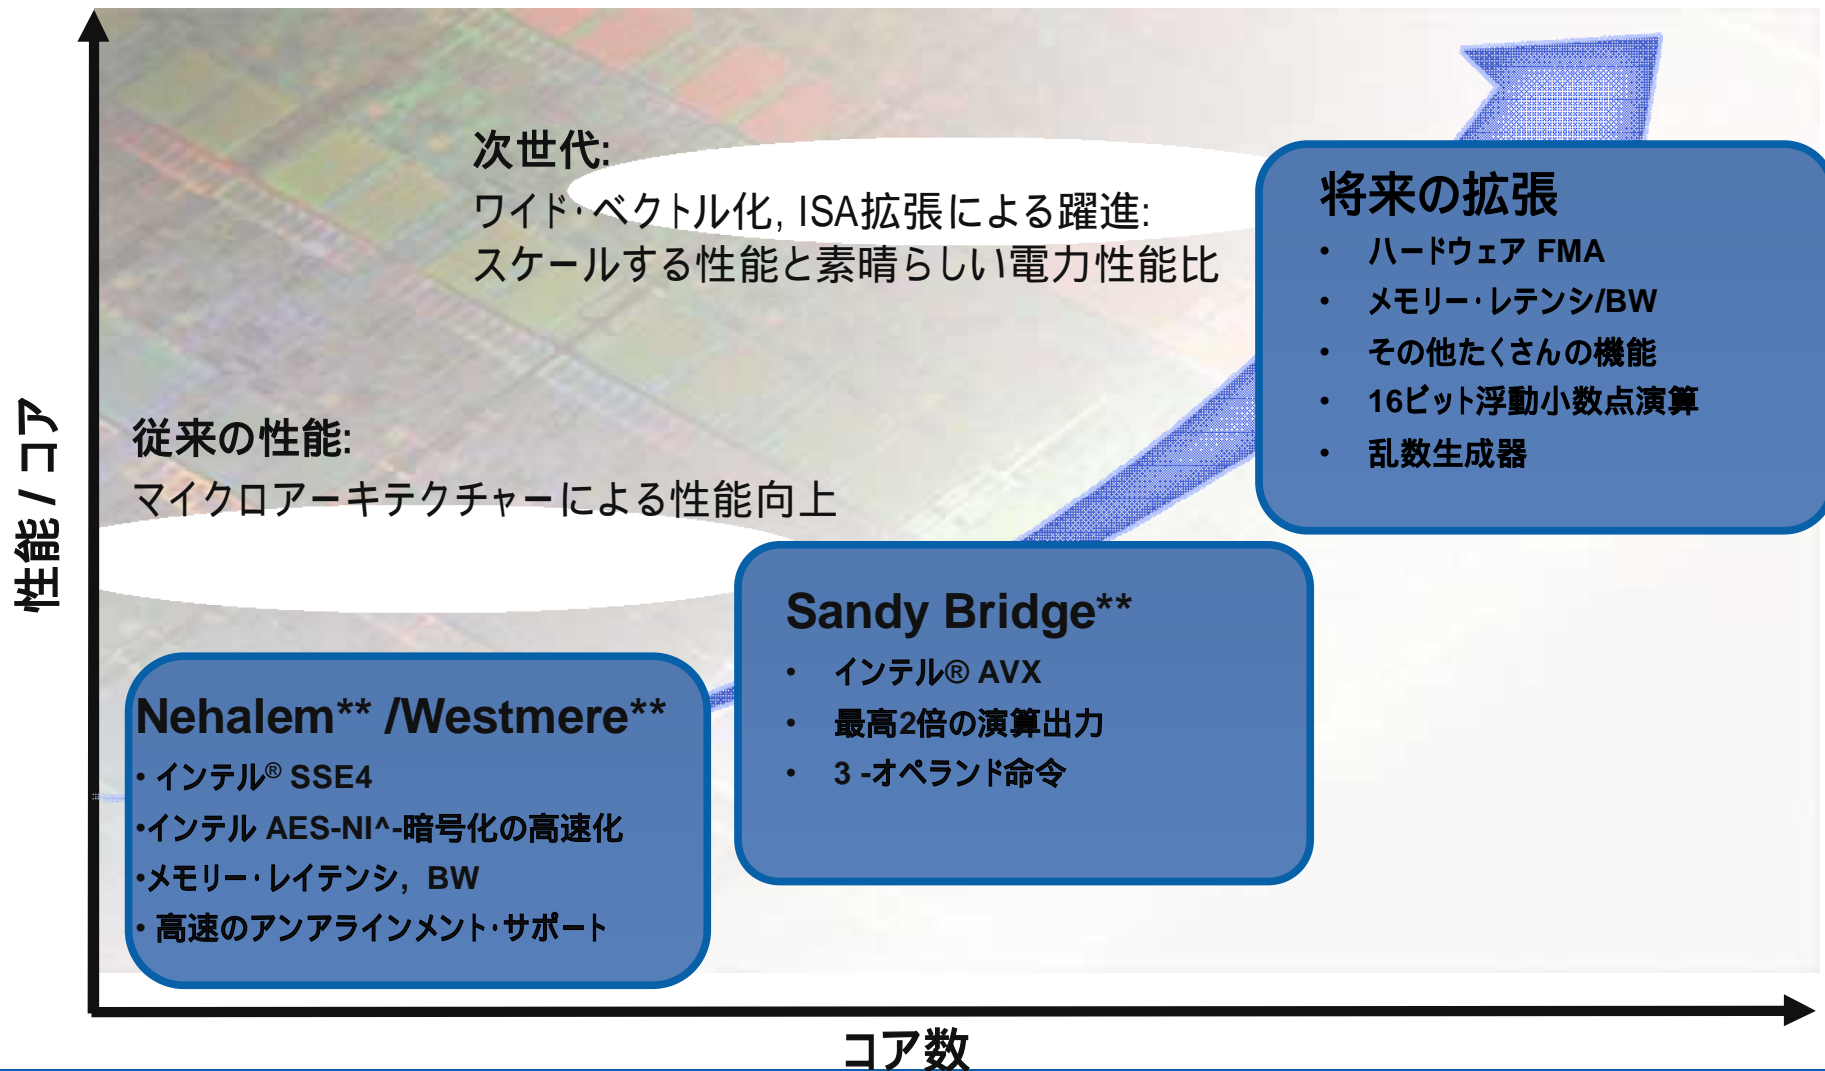 次世代:
ワイド・ベクトル化, ISA拡張による躍進:
スケールする性能と素晴らしい電力性能比
従来の性能:
マイクロアーキテクチャーによる性能向上
性能 / コア
Nehalem** /Westmere**
・インテル® SSE4
・インテル AES-NI^-暗号化の高速化
・メモリー・レイテンシ, BW
・高速のアンアラインメント・サポート
Sandy Bridge**
・ インテル® AVX
・ 最高2倍の演算出力
・ 3 -オペランド命令
将来の拡張
・ ハードウェア FMA
・ メモリー・レテンシ/BW
・ その他たくさんの機能
・ 16ビット浮動小数点演算
・ 乱数生成器
コア数